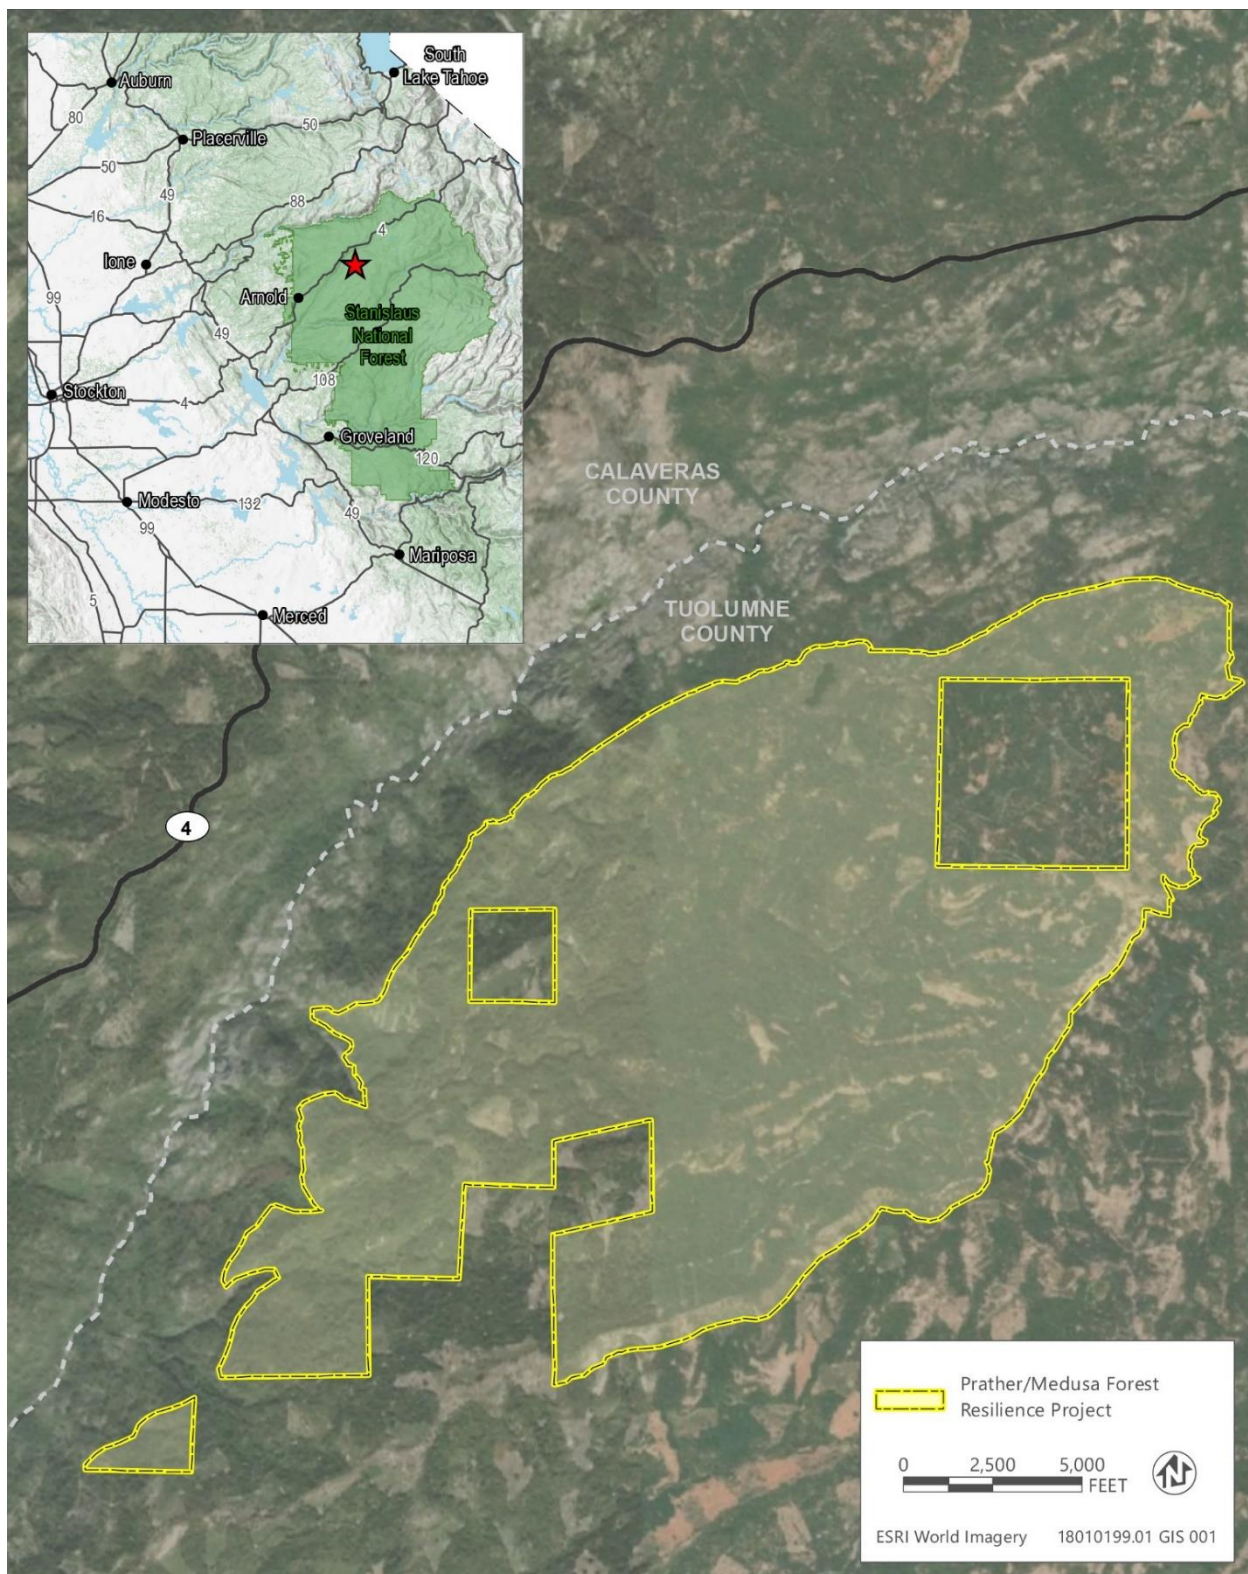 South
Lake Tahoe
Auburn
80
Placerville
50
50
49
88
16
4
Ione
99
Arnold
Stanislaus
National
Forest
49
108
Stockton
4
Groveland
120
Modesto
132
99
49
Mariposa
5
Merced
CALAVERAS
COUNTY
TUOLUMNE
COUNTY
4
Prather/Medusa Forest
Resilience Project
0 2,500 5,000
FEET
N
ESRI World Imagery 18010199.01 GIS 001